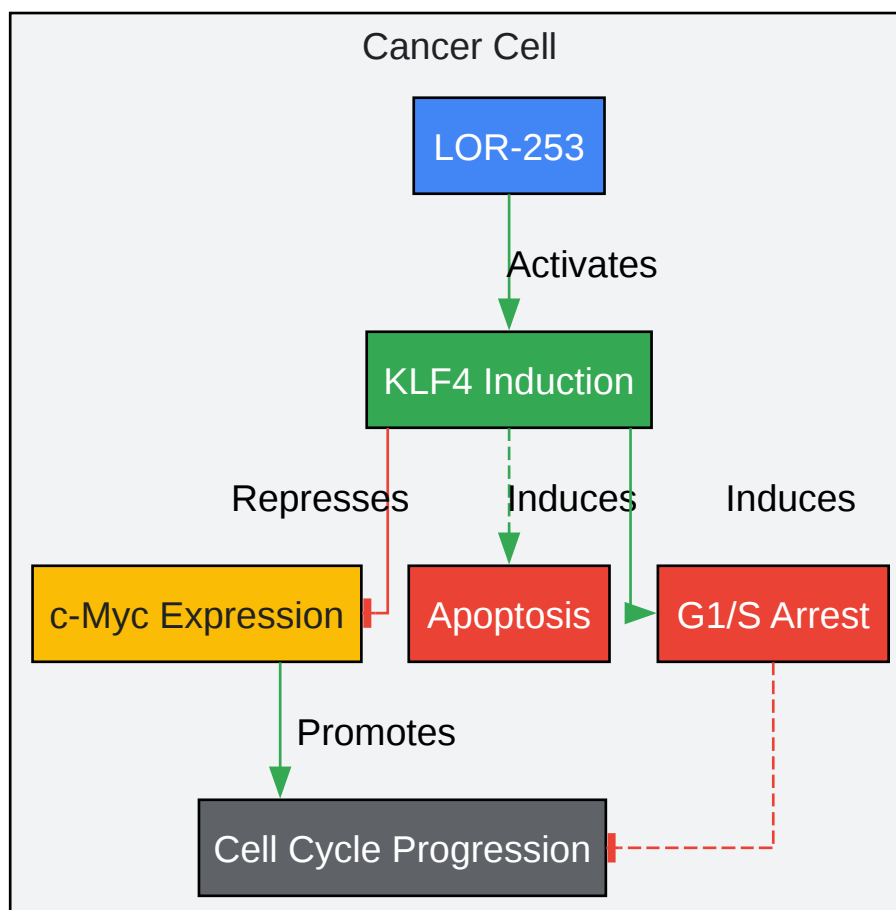 Cancer Cell
LOR-253
Activates
KLF4 Induction
Represses
Induces
Induces
c-Myc Expression
Apoptosis
G1/S Arrest
Promotes
Cell Cycle Progression